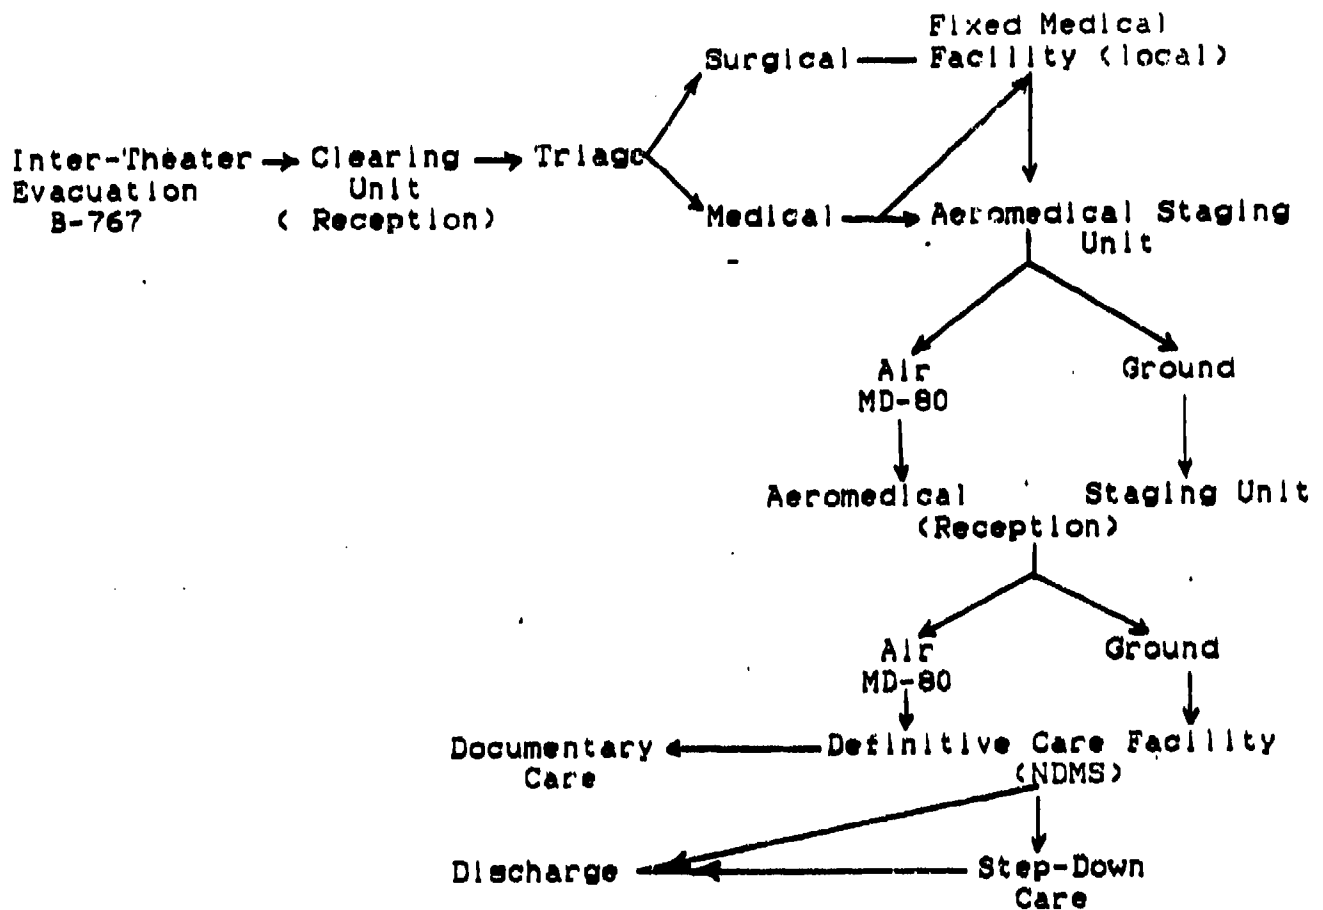 Fixed Medical
Surgical Facility (local)
Inter-Theater Clearing Triage
Evacuation Unit
B-767 ( Reception)
Medical Aeromedical Staging
Unit
Air Ground
MD-80
Aeromedical Staging Unit
(Reception)
Air Ground
MD-80
Documentary Definitive Care Facility
Care (NDMS)
Discharge Step-Down
Care